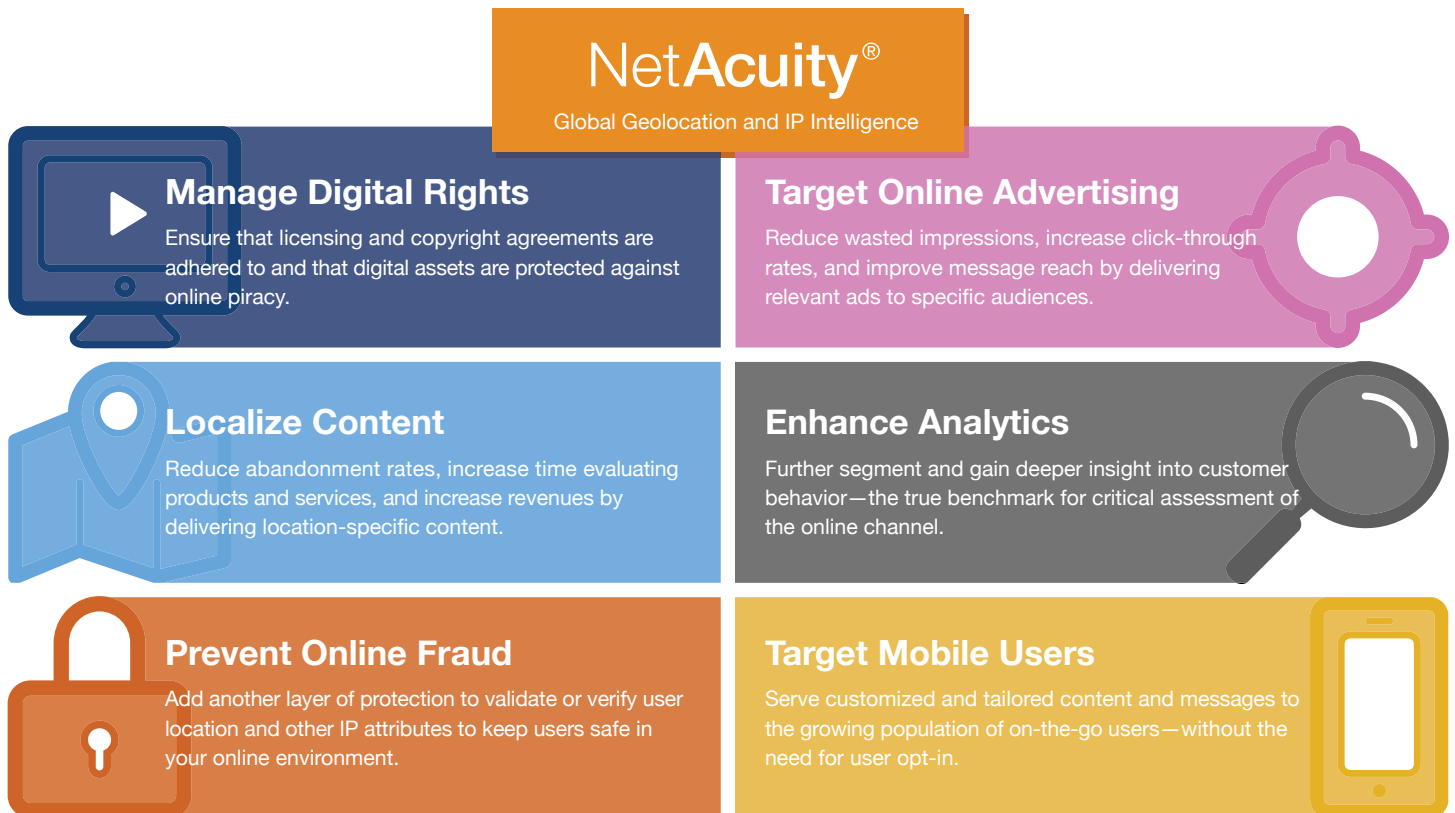 NetAcuity®
Global Geolocation and IP Intelligence
Manage Digital Rights
Ensure that licensing and copyright agreements are
adhered to and that digital assets are protected against
online piracy.
Target Online Advertising
Reduce wasted impressions, increase click-through
rates, and improve message reach by delivering
relevant ads to specific audiences.
Localize Content
Reduce abandonment rates, increase time evaluating
products and services, and increase revenues by
delivering location-specific content.
Enhance Analytics
Further segment and gain deeper insight into customer
behavior—the true benchmark for critical assessment of
the online channel.
Prevent Online Fraud
Add another layer of protection to validate or verify user
location and other IP attributes to keep users safe in
your online environment.
Target Mobile Users
Serve customized and tailored content and messages to
the growing population of on-the-go users—without the
need for user opt-in.